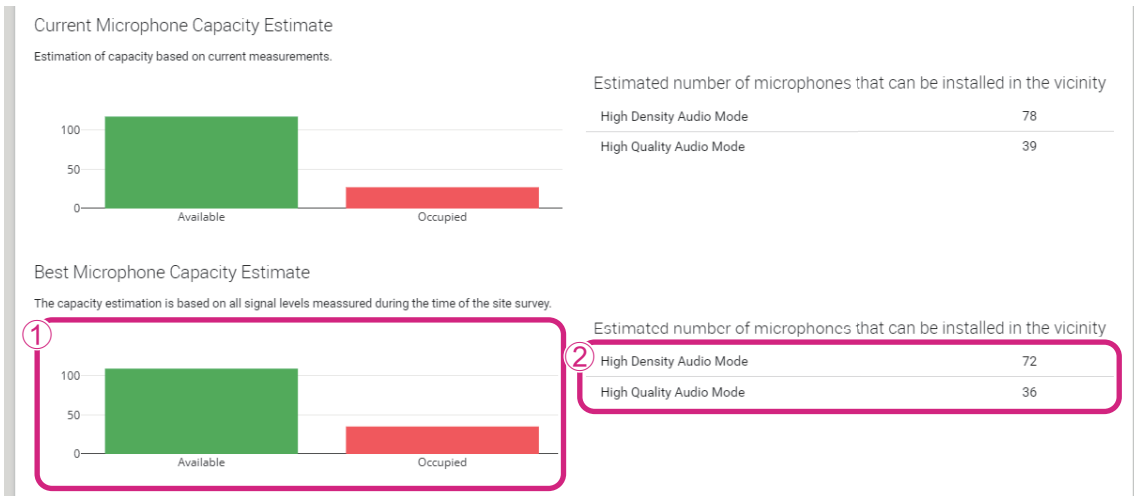 Current Microphone Capacity Estimate
Estimation of capacity based on current measurements.
Estimated number of microphones that can be installed in the vicinity
High Density Audio Mode 78
High Quality Audio Mode 39
100
50
0
Available Occupied
Best Microphone Capacity Estimate
The capacity estimation is based on all signal levels meassured during the time of the site survey.
Estimated number of microphones that can be installed in the vicinity
① ②
High Density Audio Mode 72
High Quality Audio Mode 36
100
50
0
Available Occupied